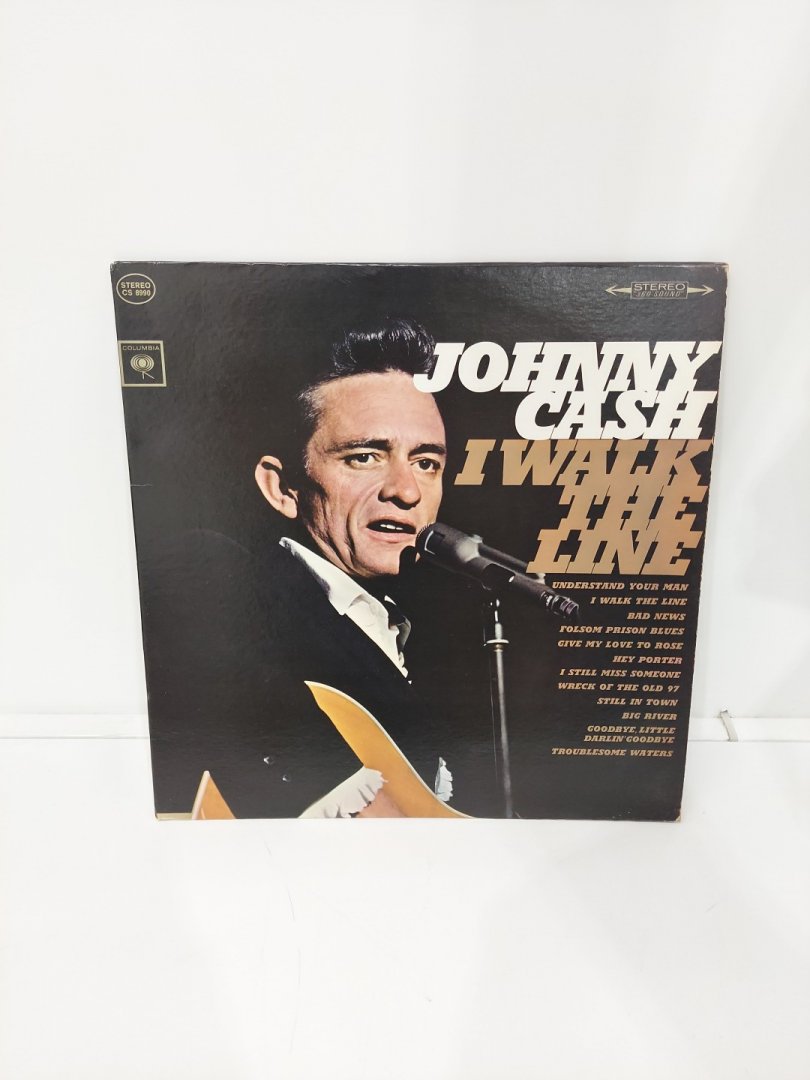 STEREO
CS 8990
STEREO
"360 SOUND"
COLUMBIA
JOHNNY
CASH
I WALK
THE
LINE
UNDERSTAND YOUR MAN
I WALK THE LINE
BAD NEWS
FOLSOM PRISON BLUES
GIVE MY LOVE TO ROSE
HEY PORTER
I STILL MISS SOMEONE
WRECK OF THE OLD 97
STILL IN TOWN
BIG RIVER
GOODBYE, LITTLE
DARLIN' GOODBYE
TROUBLESOME WATERS